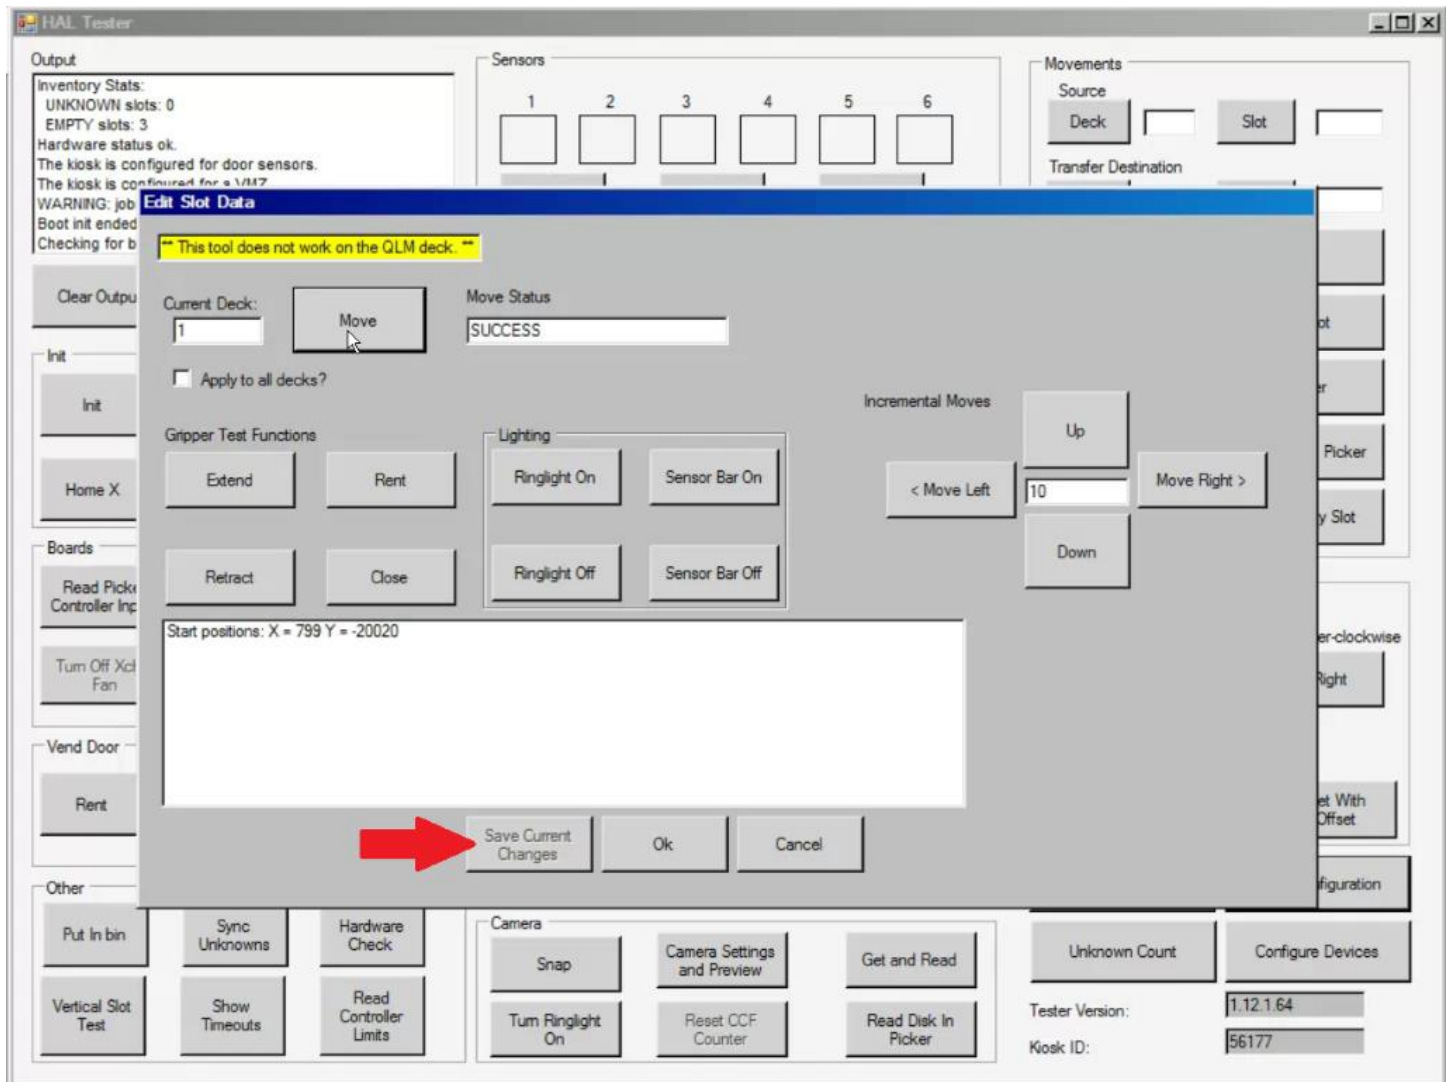 HAL Tester
Output
Inventory Stats:
UNKNOWN slots: 0
EMPTY slots: 3
Hardware status ok.
The kiosk is configured for door sensors.
The kiosk is configured for a VMZ
WARNING: job
Boot init ended
Checking for b
Sensors
1 2 3 4 5 6
Movements
Source
Deck
Slot
Transfer Destination
Edit Slot Data
** This tool does not work on the QLM deck. **
Clear Outpu
Current Deck:
1
Move
Move Status
SUCCESS
Apply to all decks?
Init
Init
Home X
Gripper Test Functions
Extend
Rent
Retract
Close
Lighting
Ringlight On
Sensor Bar On
Ringlight Off
Sensor Bar Off
Incremental Moves
Up
< Move Left
10
Move Right >
Down
ot
er
Picker
y Slot
Boards
Read Picke
Controller Inp
Turn Off Xch
Fan
Start positions: X = 799 Y = -20020
er-clockwise
Right
Vend Door
Rent
et With
Offset
Save Current
Changes
Ok
Cancel
figuration
Other
Put In bin
Sync
Unknowns
Hardware
Check
Vertical Slot
Test
Show
Timeouts
Read
Controller
Limits
Camera
Snap
Camera Settings
and Preview
Get and Read
Turn Ringlight
On
Reset CCF
Counter
Read Disk In
Picker
Unknown Count
Configure Devices
Tester Version:
1.12.1.64
Kiosk ID:
56177